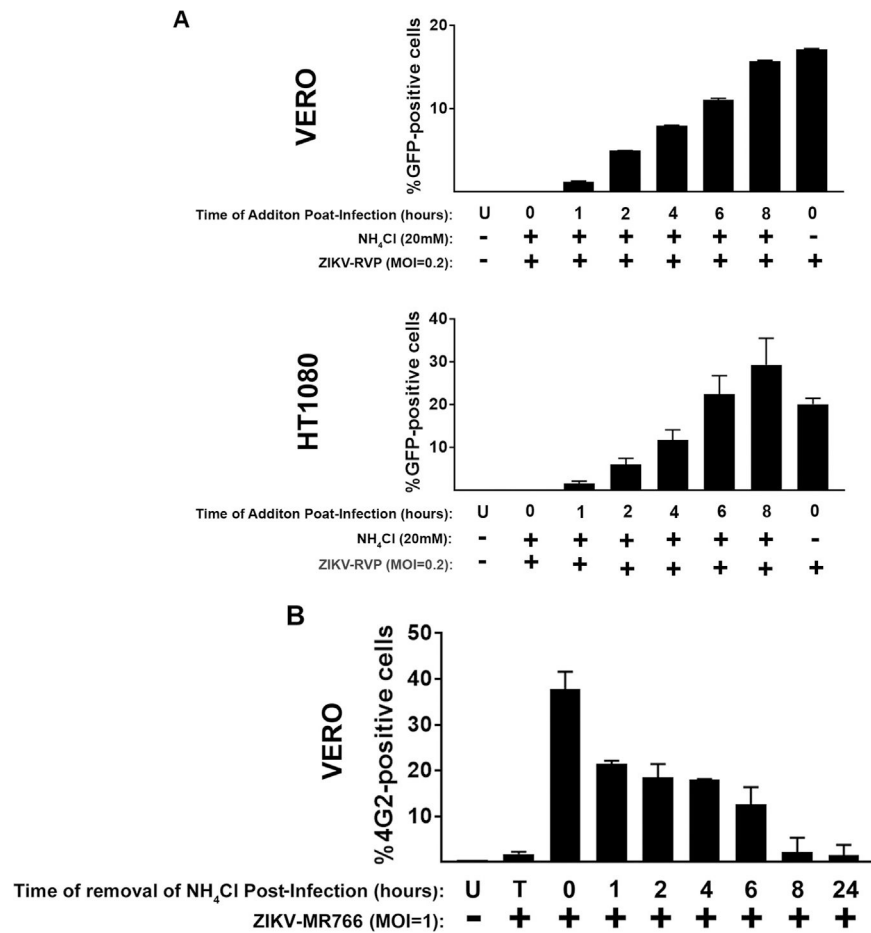 A
VERO
%GFP-positive cells
20
10
Time of Additon Poat-Infection (hours): U 0 1 2 4 6 8 0
NH₄Cl (20mM): - + + + + + + -
ZIKV-RVP (MOI=0.2): - + + + + + + +
HT1080
%GFP-positive cells
40
30
20
10
Time of Additon Post-Infection (hours): U 0 1 2 4 6 8 0
NH₄Cl (20mM): - + + + + + + -
ZIKV-RVP (MOI=0.2): - + + + + + + +
B
VERO
%4G2-positive cells
50
40
30
20
10
Time of removal of NH₄Cl Post-Infection (hours): U T 0 1 2 4 6 8 24
ZIKV-MR766 (MOI=1): - + + + + + + + +